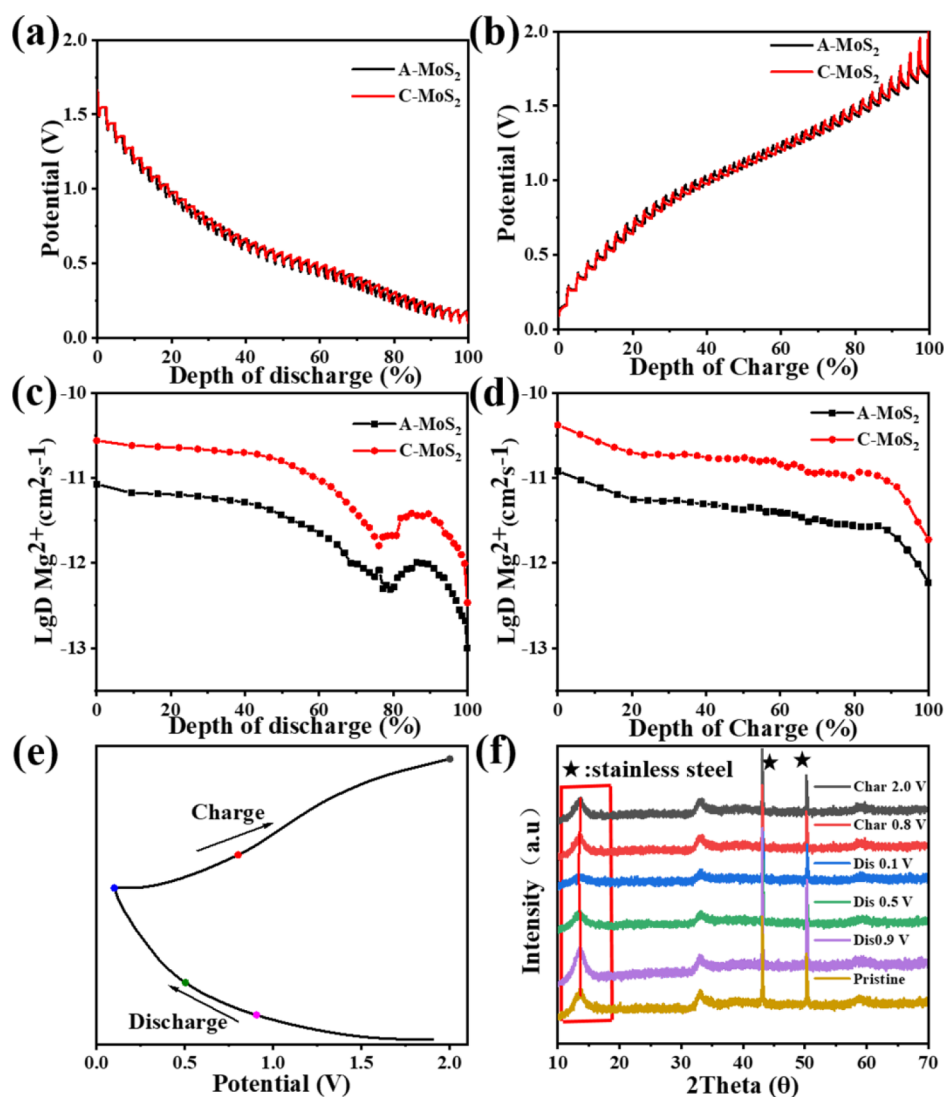 (a)
2.0
1.5
1.0
0.5
0.0
Potential (V)
A-MoS₂
C-MoS₂
0 20 40 60 80 100
Depth of discharge (%)
(b)
2.0
1.5
1.0
0.5
0.0
Potential (V)
A-MoS₂
C-MoS₂
0 20 40 60 80 100
Depth of Charge (%)
(c)
-10
-11
-12
-13
LgD Mg²⁺(cm²s-1)
A-MoS₂
C-MoS₂
0 20 40 60 80 100
Depth of discharge (%)
(d)
-10
-11
-12
-13
LgD Mg2+(cm²s-1)
A-MoS₂
C-MoS₂
0 20 40 60 80 100
Depth of Charge (%)
(e)
Charge
Discharge
0.0 0.5 1.0 1.5 2.0
Potential (V)
(f)
★:stainless steel
★ ★
Char 2.0 V
Char 0.8 V
Dis 0.1 V
Dis 0.5 V
Dis0.9 V
Pristine
Intensity（a.u）
10 20 30 40 50 60 70
2Theta (θ)